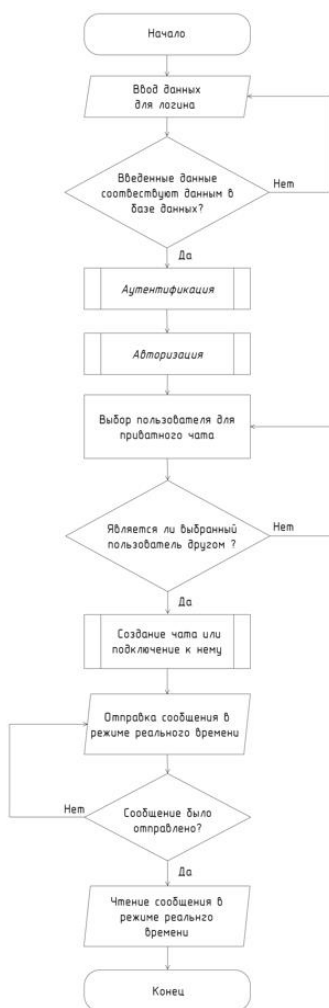 Начало
Ввод данных
для логина
Введенные данные
соотвествуют данным в
базе данных?
Нет
Да
Аутентификация
Авторизация
Выбор пользователя для
приватного чата
Является ли выбранный
пользователь другом ?
Нет
Да
Создание чата или
подключение к нему
Отправка сообщения в
режиме реального времени
Нет
Сообщение было
отправлено?
Да
Чтение сообщения в
режиме реальнго
времени
Конец